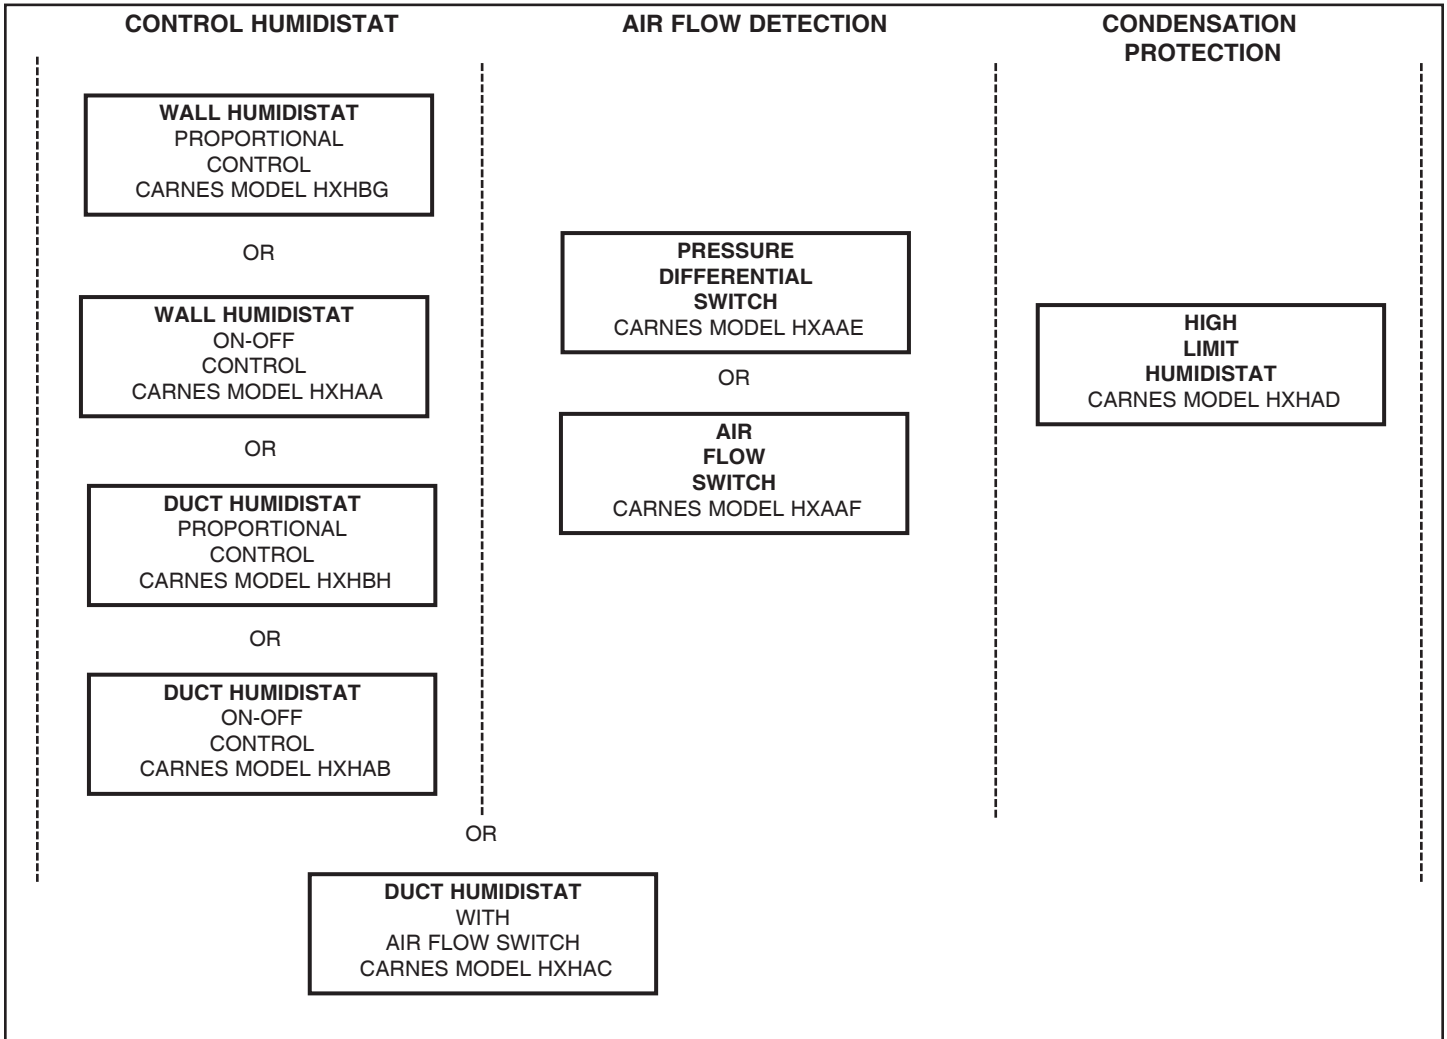 CONTROL HUMIDISTAT
WALL HUMIDISTAT
PROPORTIONAL
CONTROL
CARNES MODEL HXHBG
OR
WALL HUMIDISTAT
ON-OFF
CONTROL
CARNES MODEL HXHAA
OR
DUCT HUMIDISTAT
PROPORTIONAL
CONTROL
CARNES MODEL HXHBH
OR
DUCT HUMIDISTAT
ON-OFF
CONTROL
CARNES MODEL HXHAB
AIR FLOW DETECTION
PRESSURE
DIFFERENTIAL
SWITCH
CARNES MODEL HXAAE
OR
AIR
FLOW
SWITCH
CARNES MODEL HXAAF
CONDENSATION
PROTECTION
HIGH
LIMIT
HUMIDISTAT
CARNES MODEL HXHAD
OR
DUCT HUMIDISTAT
WITH
AIR FLOW SWITCH
CARNES MODEL HXHAC